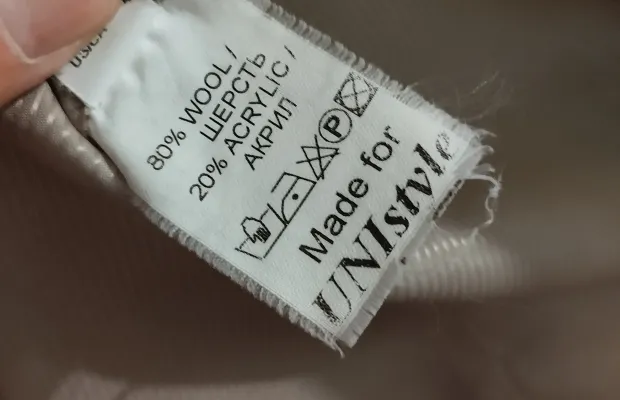 80% WOOL /
ШЕРСТЬ
20% ACRYLIC /
АКРИЛ
P
Made for
UNIstyle